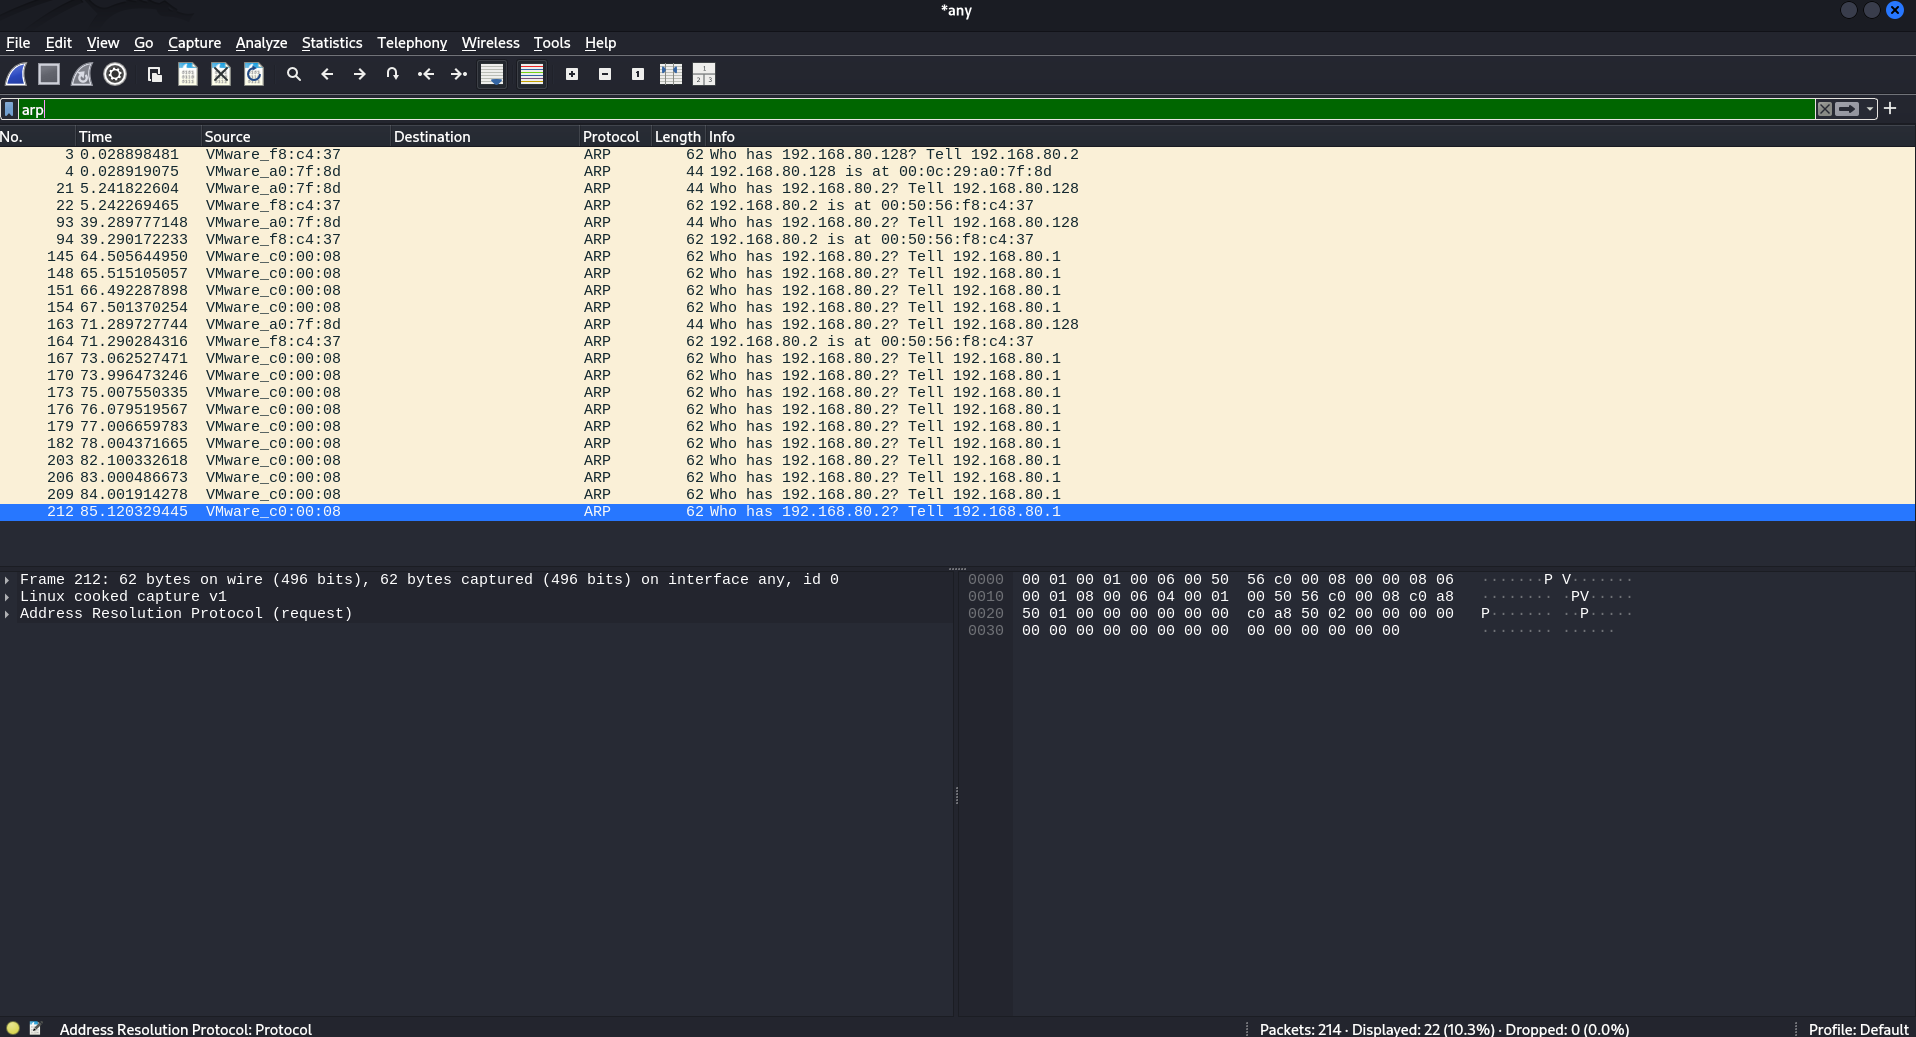 *any
File Edit View Go Capture Analyze Statistics Telephony Wireless Tools Help
arp
No. Time Source Destination Protocol Length Info
3 0.028898481 VMware_f8:c4:37 ARP 62 Who has 192.168.80.128? Tell 192.168.80.2
4 0.028919075 VMware_a0:7f:8d ARP 44 192.168.80.128 is at 00:0c:29:a0:7f:8d
21 5.241822604 VMware_a0:7f:8d ARP 44 Who has 192.168.80.2? Tell 192.168.80.128
22 5.242269465 VMware_f8:c4:37 ARP 62 192.168.80.2 is at 00:50:56:f8:c4:37
93 39.289777148 VMware_a0:7f:8d ARP 44 Who has 192.168.80.2? Tell 192.168.80.128
94 39.290172233 VMware_f8:c4:37 ARP 62 192.168.80.2 is at 00:50:56:f8:c4:37
145 64.505644950 VMware_c0:00:08 ARP 62 Who has 192.168.80.2? Tell 192.168.80.1
148 65.515105057 VMware_c0:00:08 ARP 62 Who has 192.168.80.2? Tell 192.168.80.1
151 66.492287898 VMware_c0:00:08 ARP 62 Who has 192.168.80.2? Tell 192.168.80.1
154 67.501370254 VMware_c0:00:08 ARP 62 Who has 192.168.80.2? Tell 192.168.80.1
163 71.289727744 VMware_a0:7f:8d ARP 44 Who has 192.168.80.2? Tell 192.168.80.128
164 71.290284316 VMware_f8:c4:37 ARP 62 192.168.80.2 is at 00:50:56:f8:c4:37
167 73.062527471 VMware_c0:00:08 ARP 62 Who has 192.168.80.2? Tell 192.168.80.1
170 73.996473246 VMware_c0:00:08 ARP 62 Who has 192.168.80.2? Tell 192.168.80.1
173 75.007550335 VMware_c0:00:08 ARP 62 Who has 192.168.80.2? Tell 192.168.80.1
176 76.079519567 VMware_c0:00:08 ARP 62 Who has 192.168.80.2? Tell 192.168.80.1
179 77.006659783 VMware_c0:00:08 ARP 62 Who has 192.168.80.2? Tell 192.168.80.1
182 78.004371665 VMware_c0:00:08 ARP 62 Who has 192.168.80.2? Tell 192.168.80.1
203 82.100332618 VMware_c0:00:08 ARP 62 Who has 192.168.80.2? Tell 192.168.80.1
206 83.000486673 VMware_c0:00:08 ARP 62 Who has 192.168.80.2? Tell 192.168.80.1
209 84.001914278 VMware_c0:00:08 ARP 62 Who has 192.168.80.2? Tell 192.168.80.1
212 85.120329445 VMware_c0:00:08 ARP 62 Who has 192.168.80.2? Tell 192.168.80.1
Frame 212: 62 bytes on wire (496 bits), 62 bytes captured (496 bits) on interface any, id 0
Linux cooked capture v1
Address Resolution Protocol (request)
0000 00 01 00 01 00 06 00 50 56 c0 00 08 00 00 08 06 ·······P V·······
0010 00 01 08 00 06 04 00 01 00 50 56 c0 00 08 c0 a8 ········ ·PV·····
0020 50 01 00 00 00 00 00 00 c0 a8 50 02 00 00 00 00 P······· ··P·····
0030 00 00 00 00 00 00 00 00 00 00 00 00 00 00 ········ ······
Address Resolution Protocol: Protocol
Packets: 214 · Displayed: 22 (10.3%) · Dropped: 0 (0.0%)
Profile: Default